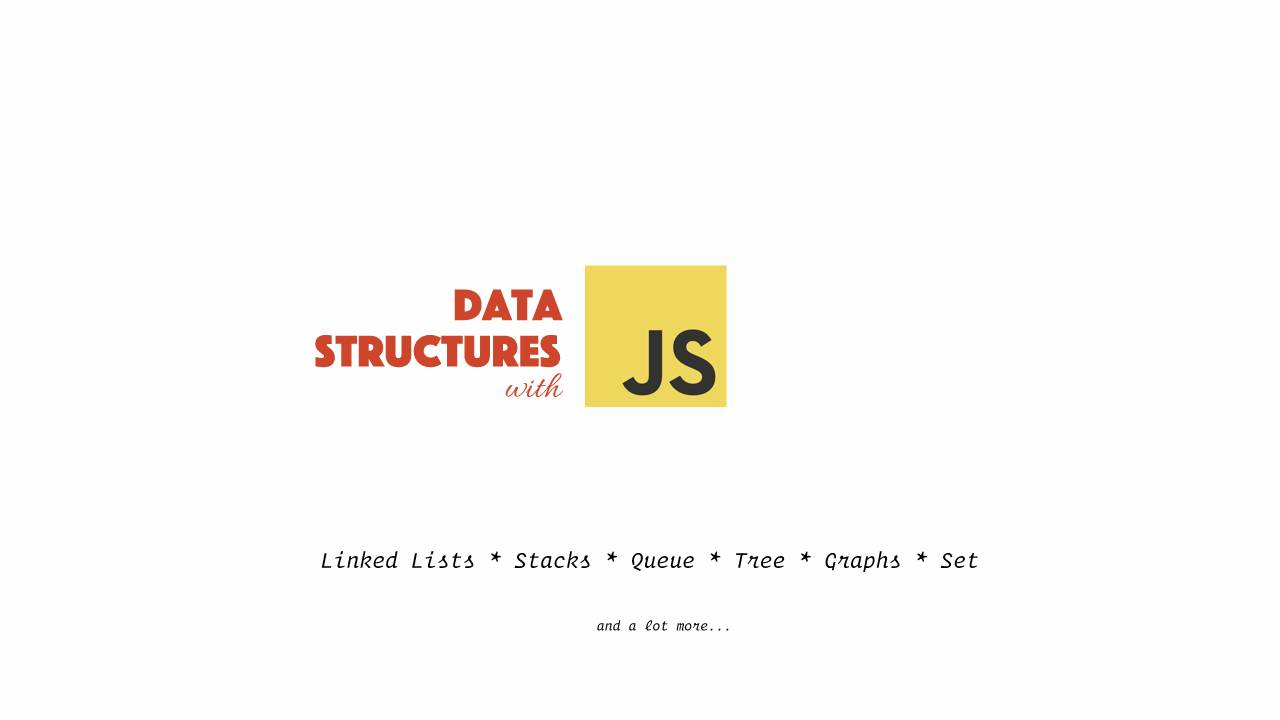 DATA
STRUCTURES
with
JS
Linked Lists * Stacks * Queue * Tree * Graphs * Set
and a lot more...